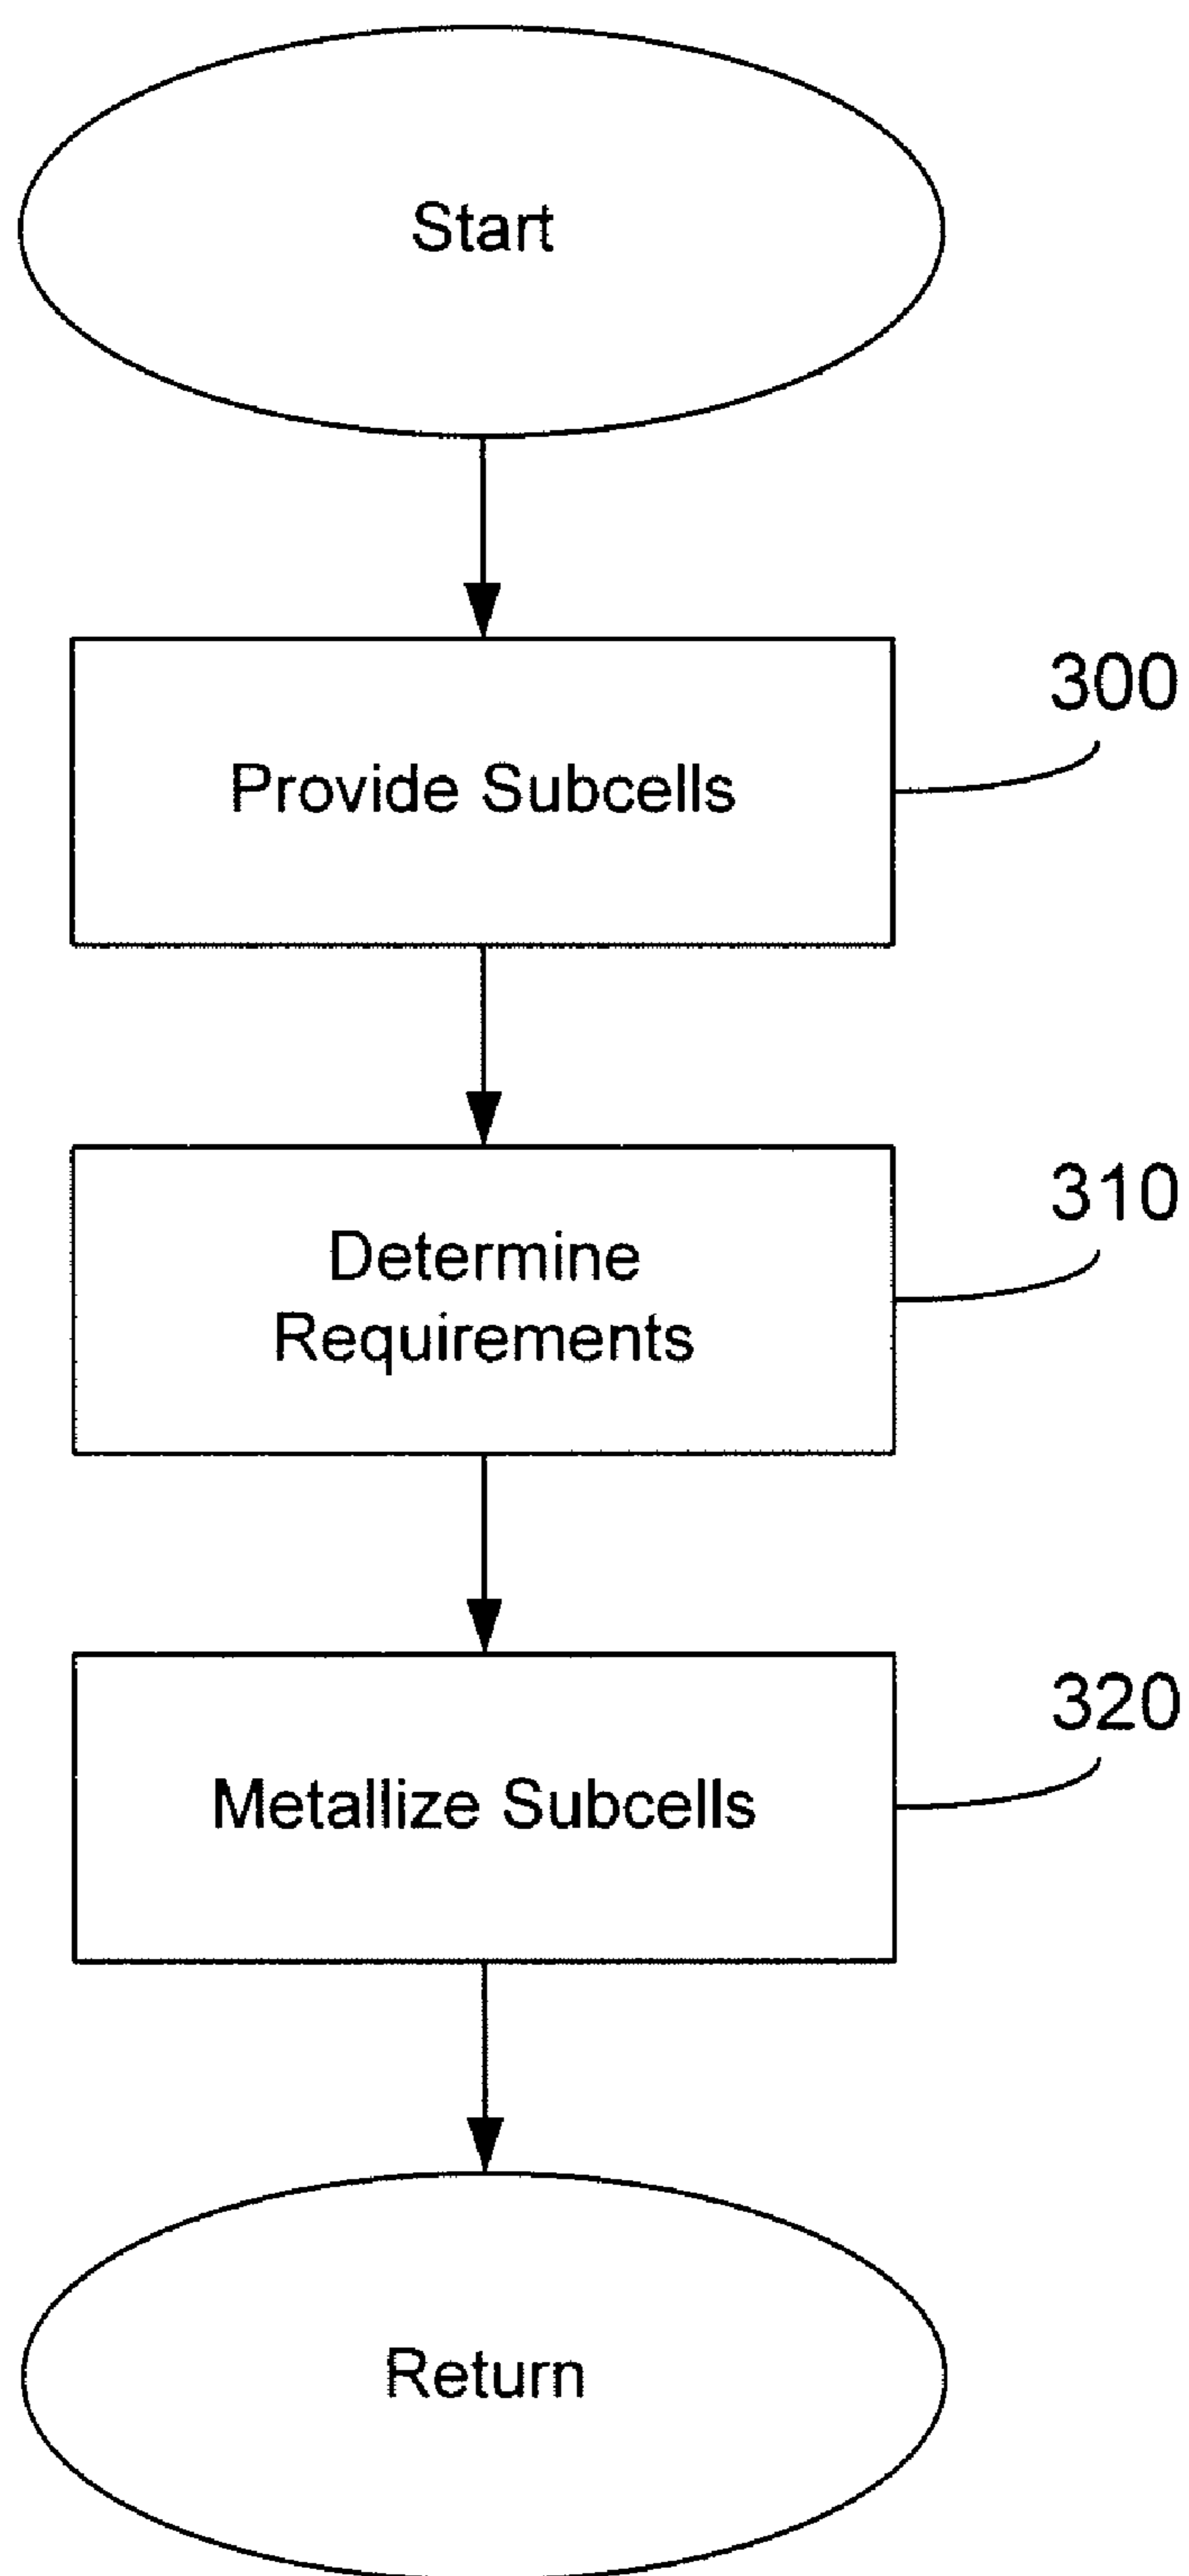 Start
300
Provide Subcells
310
Determine
Requirements
320
Metallize Subcells
Return